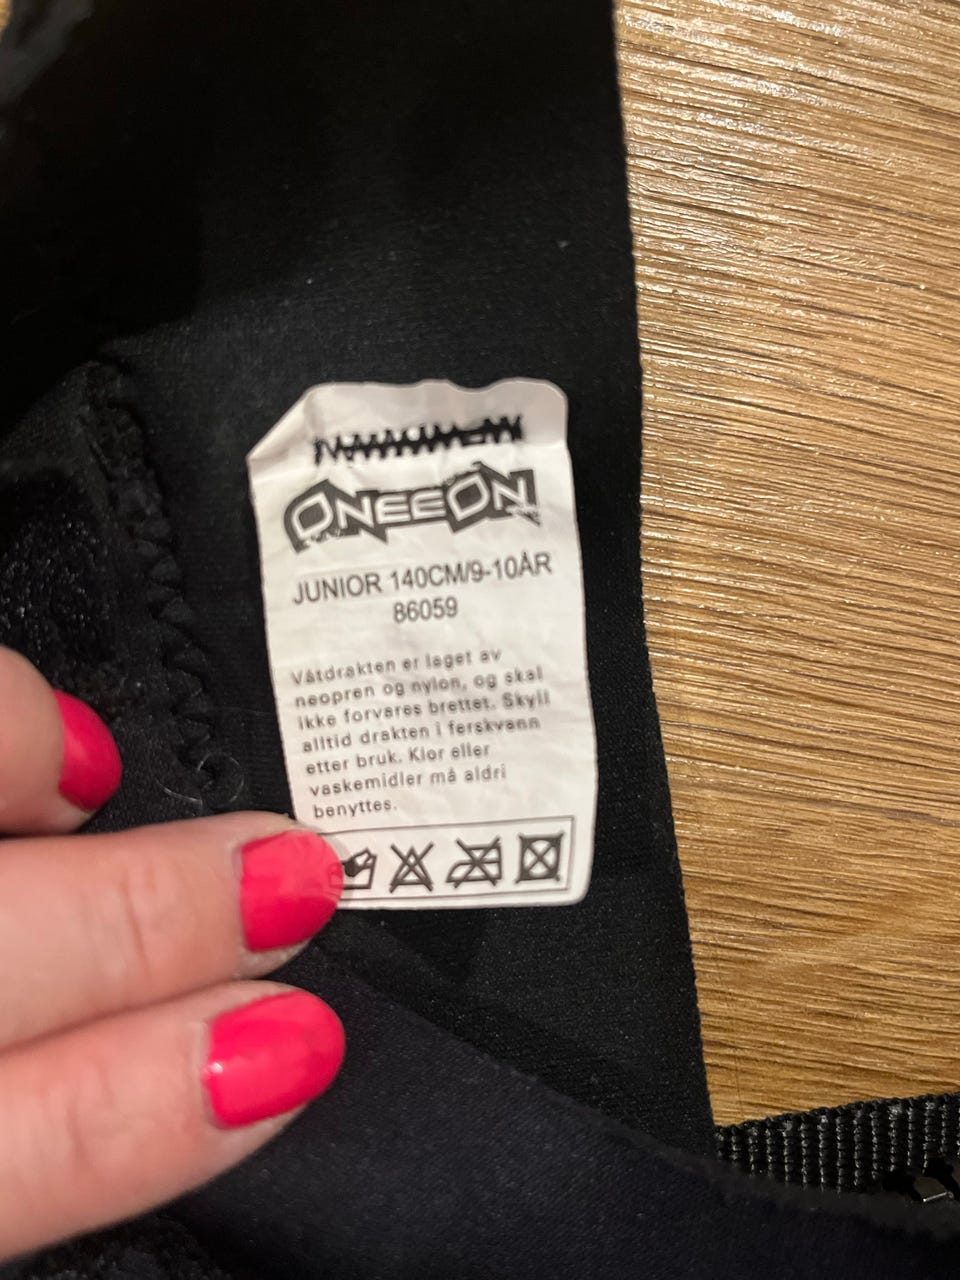 ONEEON
JUNIOR 140CM/9-10ÅR
86059
Våtdrakten er laget av
neopren og nylon, og skal
ikke forvares brettet. Skyll
alltid drakten i ferskvann
etter bruk. Klor eller
vaskemidler må aldri
benyttes.